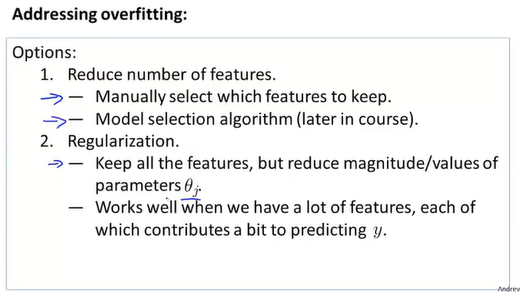 Addressing overfitting:
Options:
1. Reduce number of features.
— Manually select which features to keep.
— Model selection algorithm (later in course).
2. Regularization.
— Keep all the features, but reduce magnitude/values of
parameters θⱼ.
— Works well when we have a lot of features, each of
which contributes a bit to predicting y.
Andrew